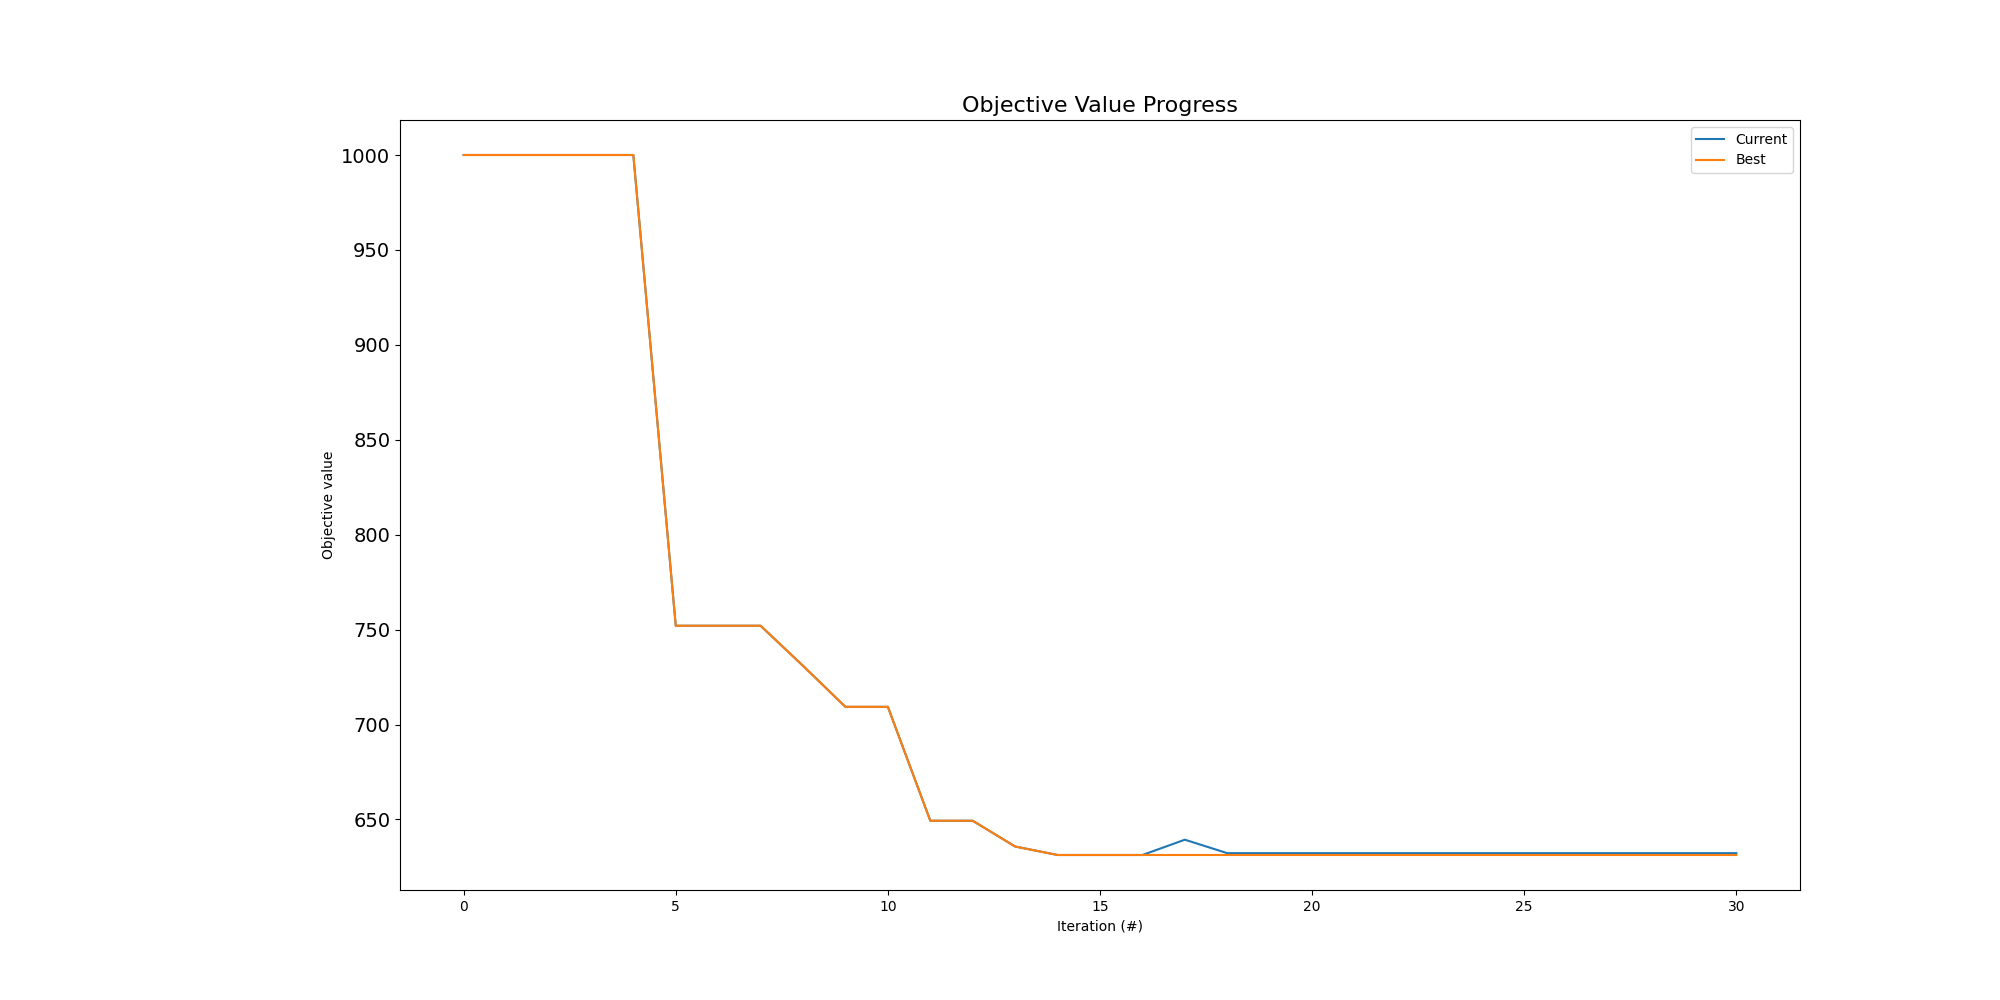 Objective Value Progress
Current
Best
1000
950
900
850
800
750
700
650
Objective value
0 5 10 15 20 25 30
Iteration (#)